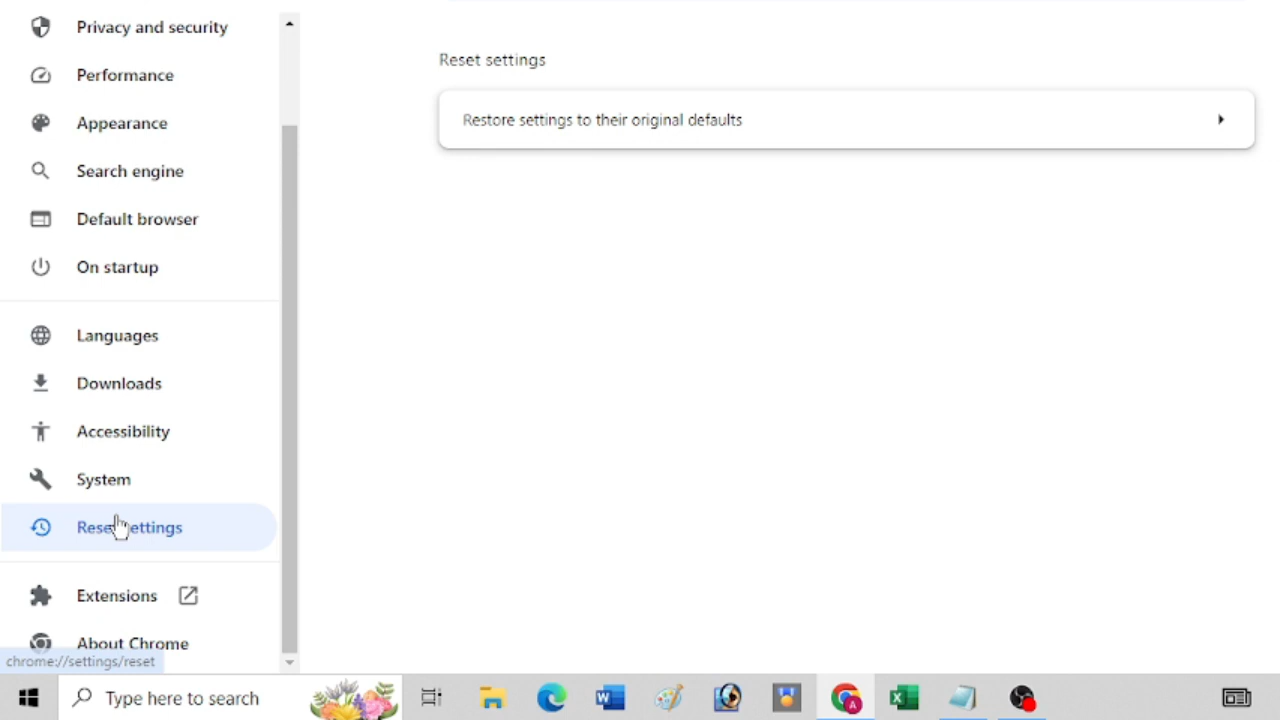 Privacy and security
Performance
Appearance
Search engine
Default browser
On startup
Languages
Downloads
Accessibility
System
Reset settings
Extensions
About Chrome
chrome://settings/reset
Reset settings
Restore settings to their original defaults
Type here to search